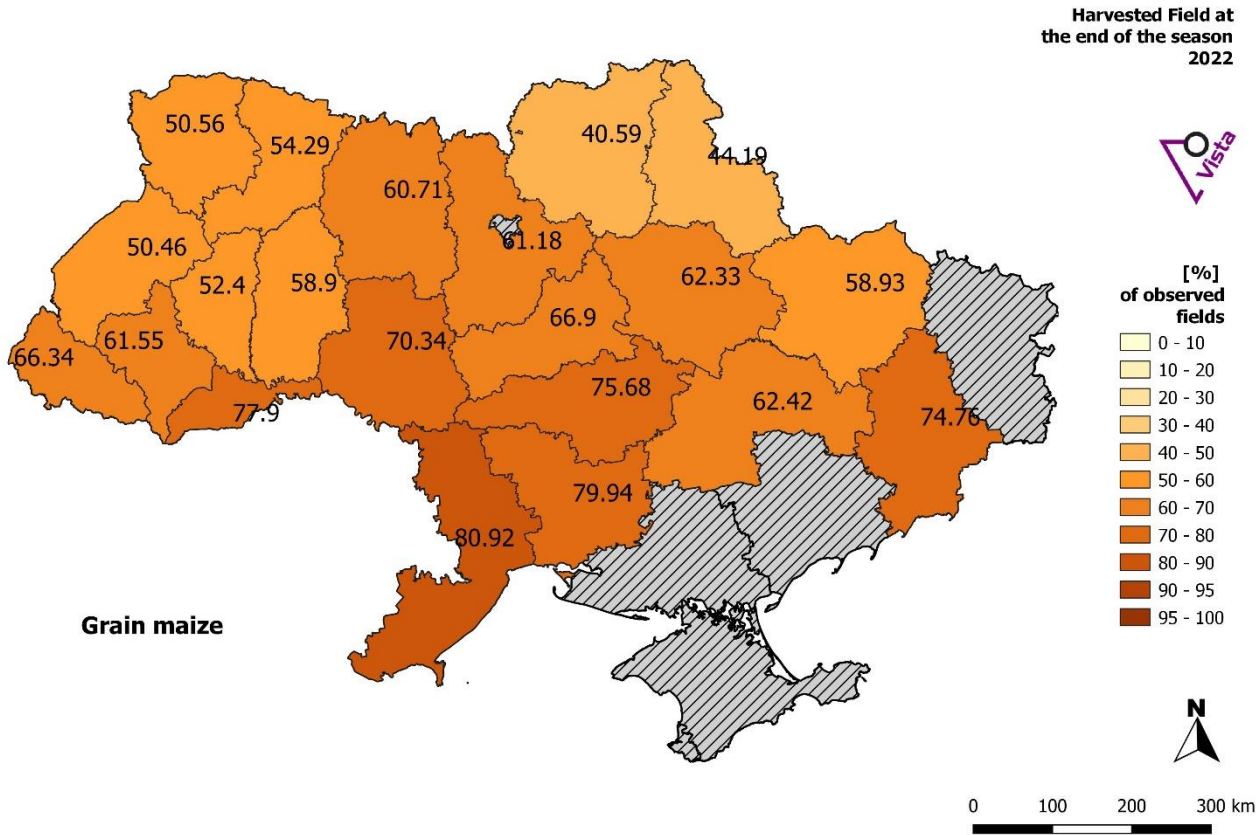 Harvested Field at
the end of the season
2022
Vista
50.56
54.29
60.71
40.59
44.19
50.46
52.4
58.9
61.18
62.33
58.93
66.34
61.55
70.34
66.9
77.9
75.68
62.42
74.76
79.94
80.92
[%]
of observed
fields
0 - 10
10 - 20
20 - 30
30 - 40
40 - 50
50 - 60
60 - 70
70 - 80
80 - 90
90 - 95
95 - 100
Grain maize
N
0 100 200 300 km